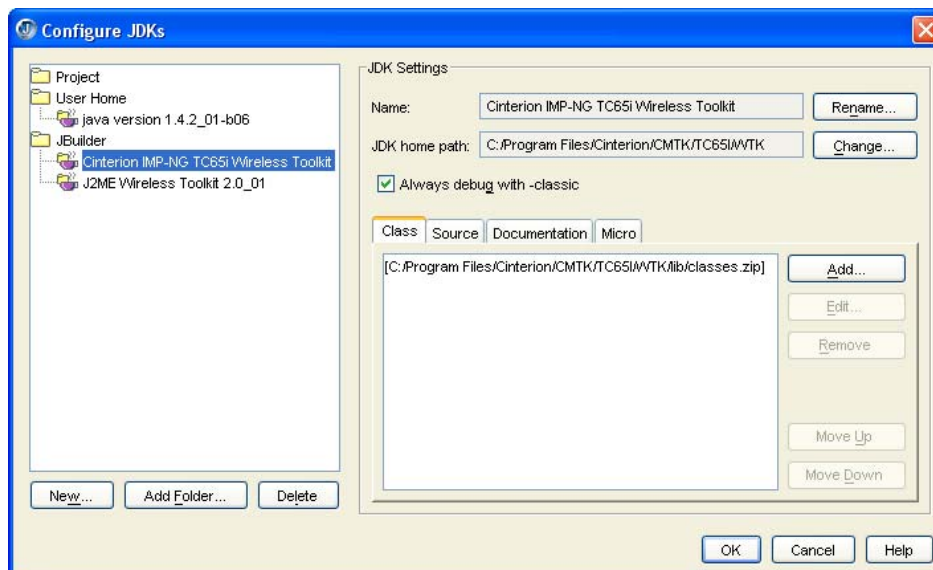 Configure JDKs
Project
User Home
java version 1.4.2_01-b06
JBuilder
Cinterion IMP-NG TC65i Wireless Toolkit
J2ME Wireless Toolkit 2.0_01
New...
Add Folder...
Delete
JDK Settings
Name:
Cinterion IMP-NG TC65i Wireless Toolkit
Rename...
JDK home path:
C:/Program Files/Cinterion/CMTK/TC65I/WTK
Change...
Always debug with -classic
Class
Source
Documentation
Micro
[C:/Program Files/Cinterion/CMTK/TC65I/WTK/lib/classes.zip]
Add...
Edit...
Remove
Move Up
Move Down
OK
Cancel
Help